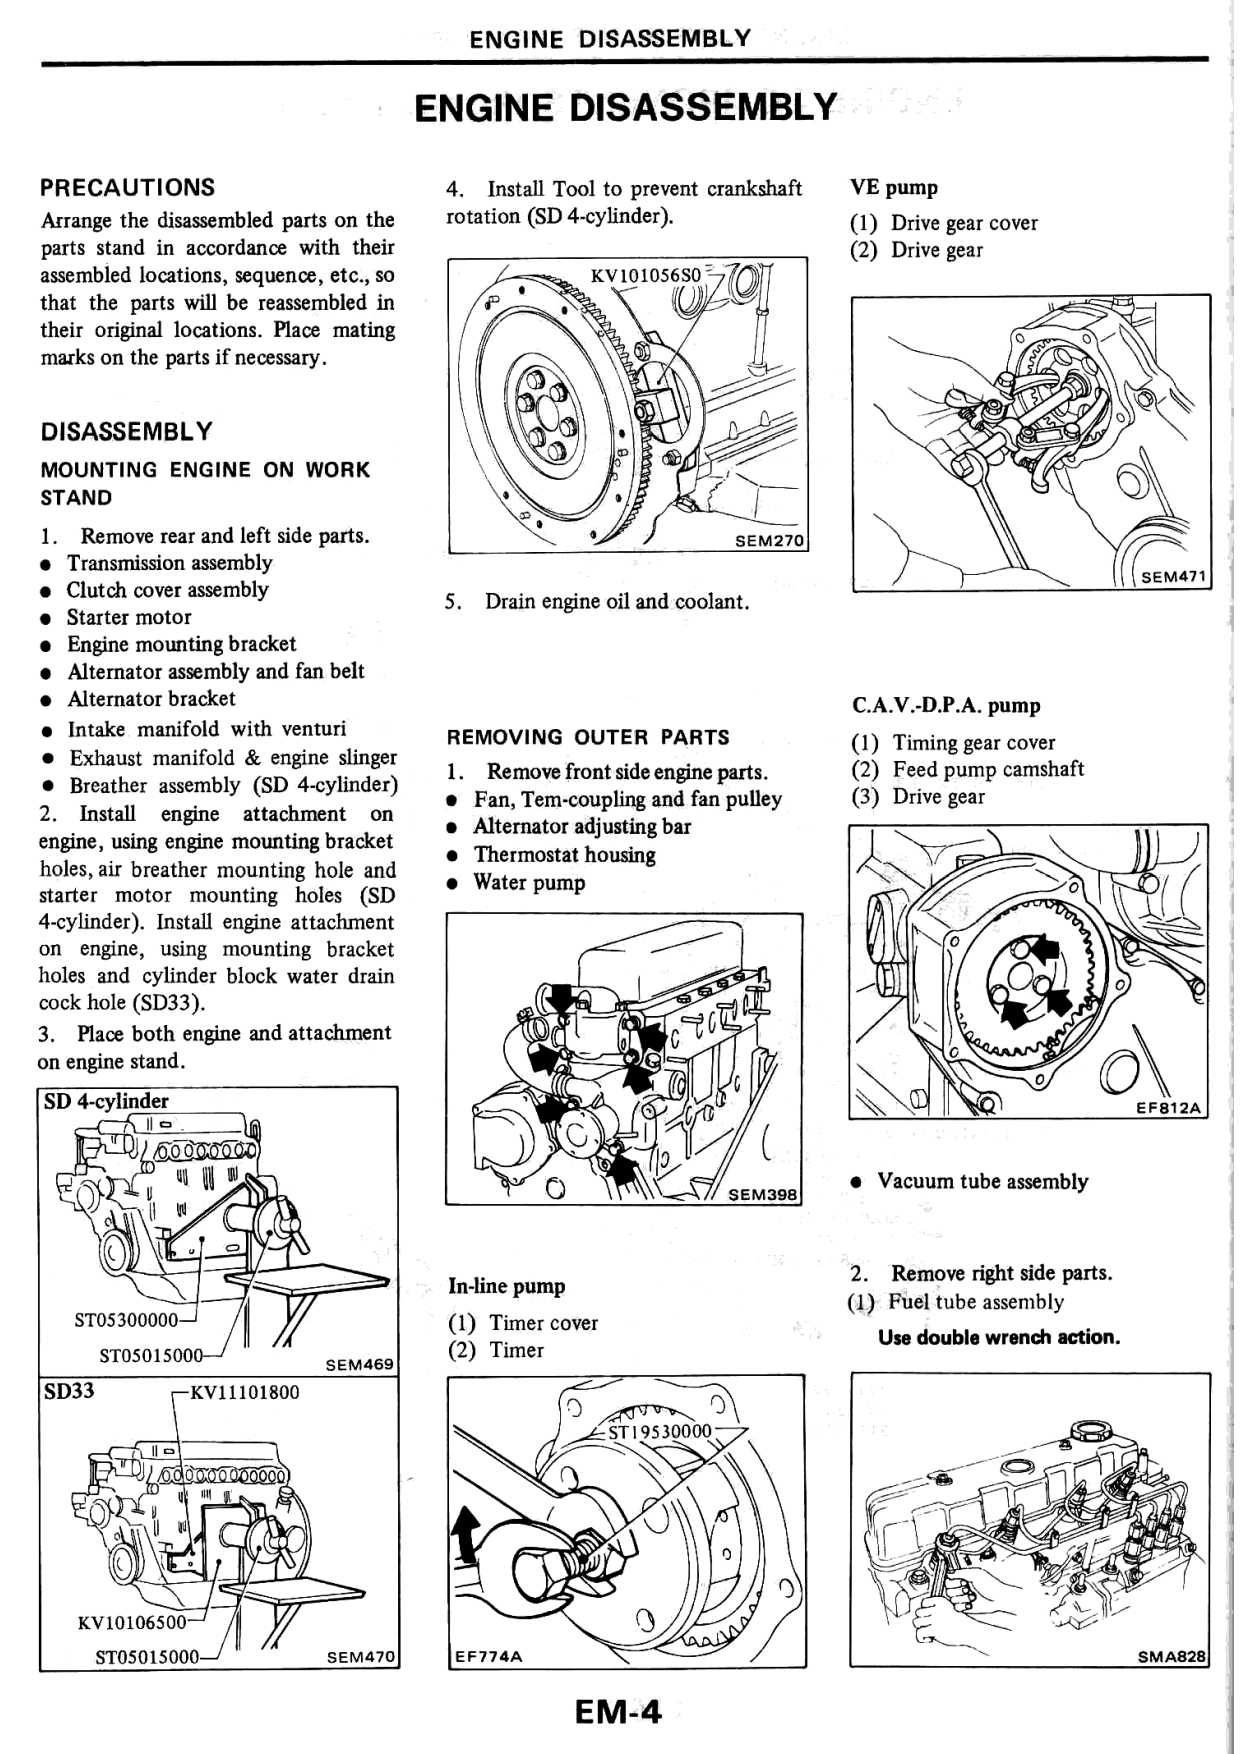 ENGINE DISASSEMBLY
ENGINE DISASSEMBLY
PRECAUTIONS
Arrange the disassembled parts on the
parts stand in accordance with their
assembled locations, sequence, etc., so
that the parts will be reassembled in
their original locations. Place mating
marks on the parts if necessary.
DISASSEMBLY
MOUNTING ENGINE ON WORK
STAND
1. Remove rear and left side parts.
● Transmission assembly
● Clutch cover assembly
● Starter motor
● Engine mounting bracket
● Alternator assembly and fan belt
● Alternator bracket
● Intake manifold with venturi
● Exhaust manifold & engine slinger
● Breather assembly (SD 4-cylinder)
2. Install engine attachment on
engine, using engine mounting bracket
holes, air breather mounting hole and
starter motor mounting holes (SD
4-cylinder). Install engine attachment
on engine, using mounting bracket
holes and cylinder block water drain
cock hole (SD33).
3. Place both engine and attachment
on engine stand.
SD 4-cylinder
ST05300000
ST05015000
SEM469
SD33
KV11101800
KV10106500
ST05015000
SEM470
4. Install Tool to prevent crankshaft
rotation (SD 4-cylinder).
KV101056S0
SEM270
5. Drain engine oil and coolant.
REMOVING OUTER PARTS
1. Remove front side engine parts.
● Fan, Tem-coupling and fan pulley
● Alternator adjusting bar
● Thermostat housing
● Water pump
SEM398
In-line pump
(1) Timer cover
(2) Timer
ST19530000
EF774A
VE pump
(1) Drive gear cover
(2) Drive gear
SEM471
C.A.V.-D.P.A. pump
(1) Timing gear cover
(2) Feed pump camshaft
(3) Drive gear
EF812A
● Vacuum tube assembly
2. Remove right side parts.
(1) Fuel tube assembly
Use double wrench action.
SMA828
EM-4